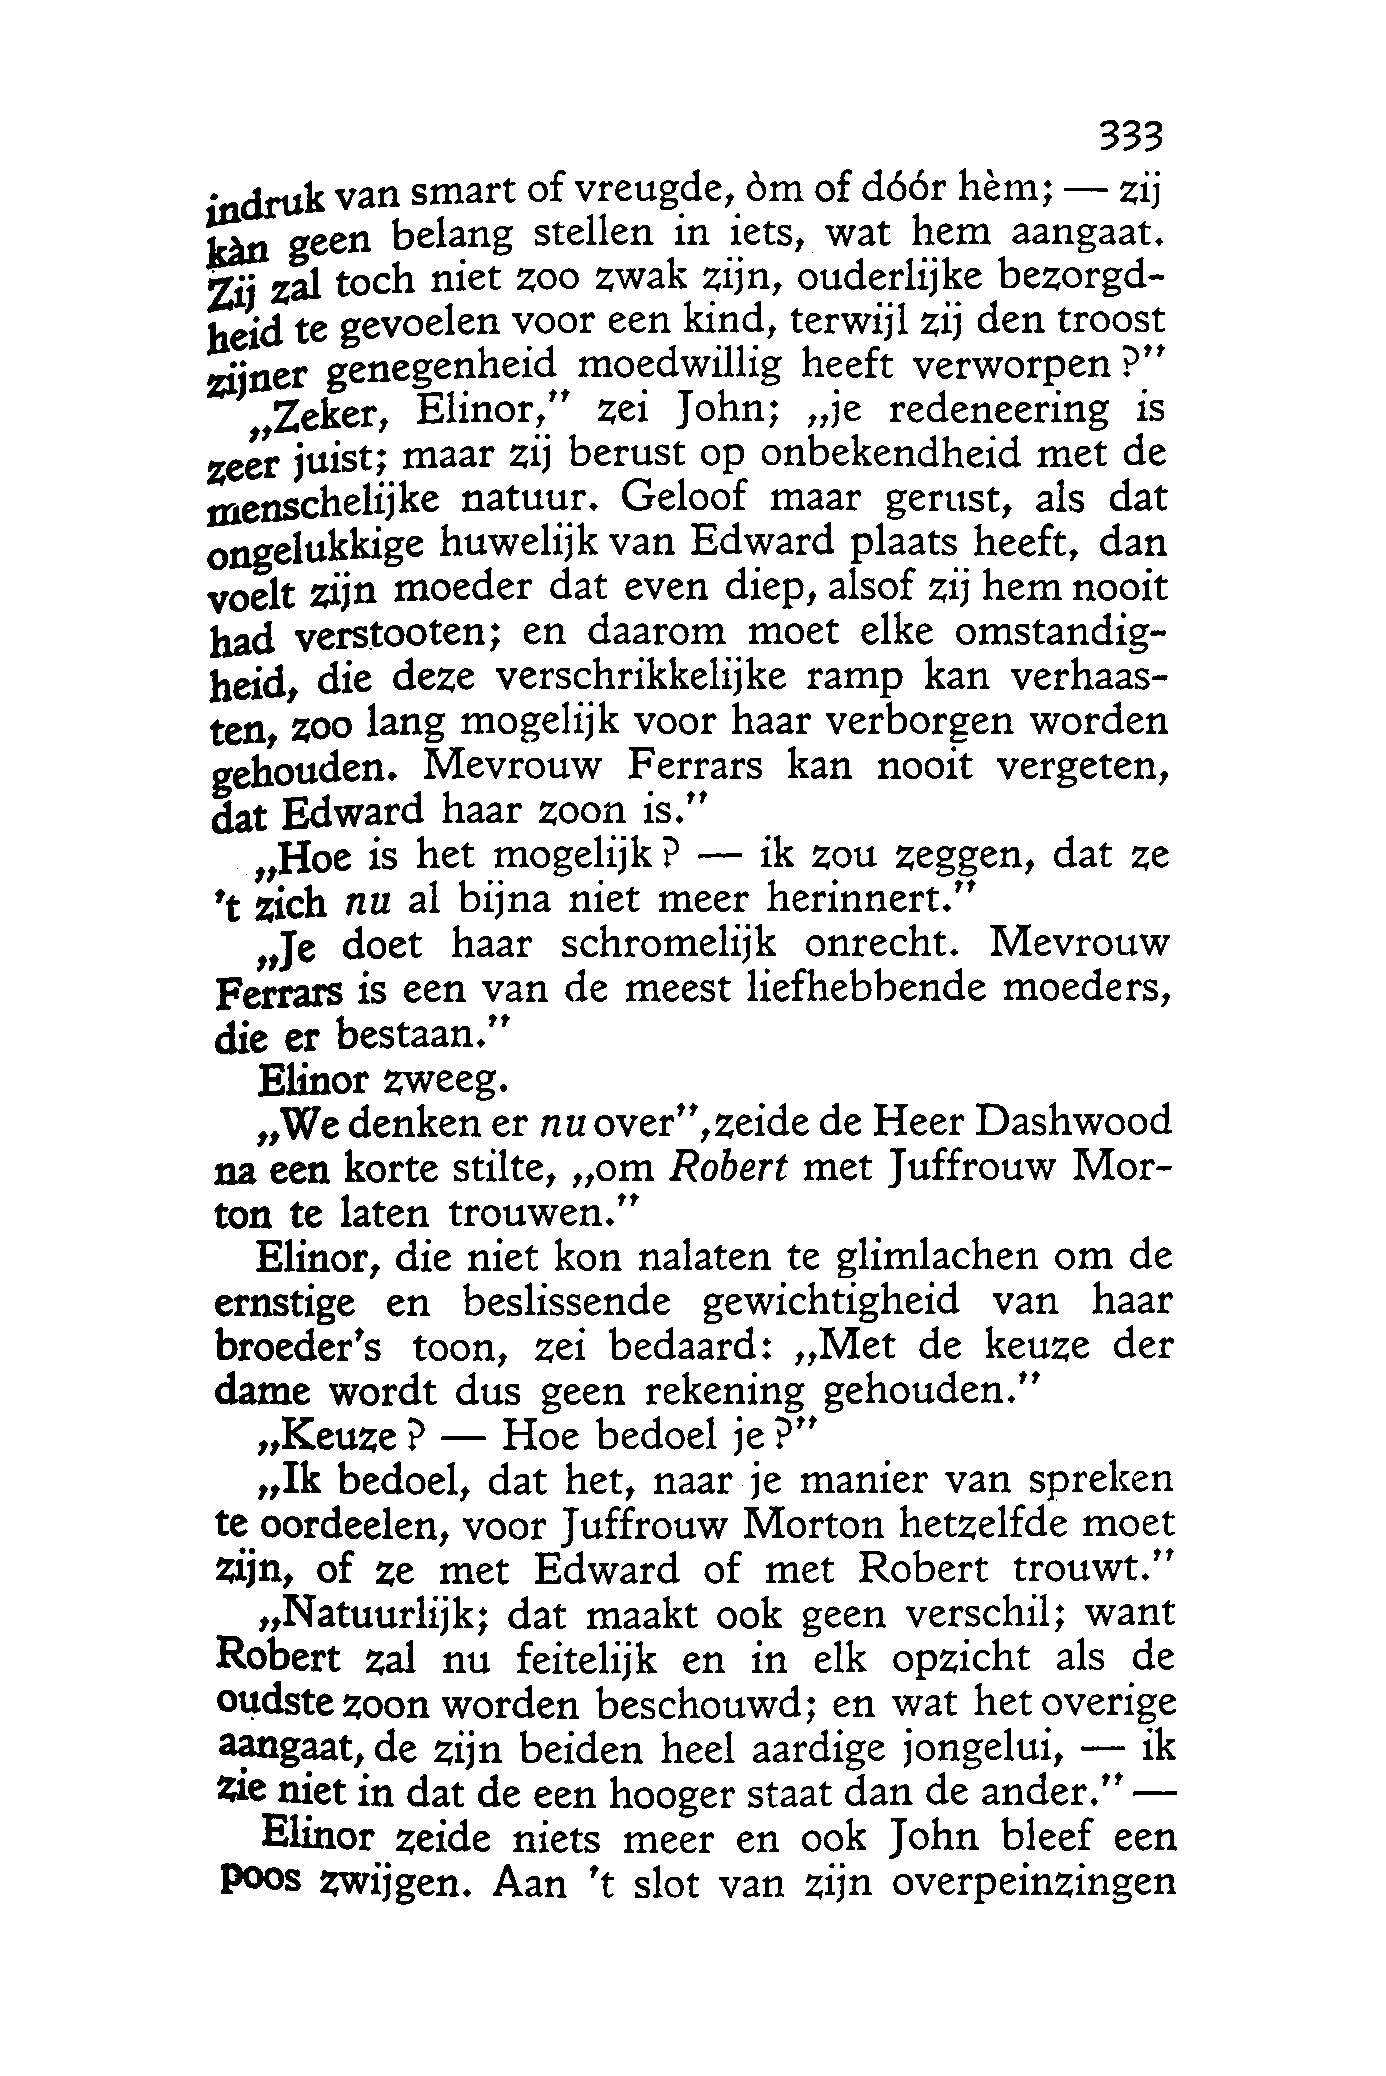 333
indruk van smart of vreugde, òm of dóór hèm; — zij
kàn geen belang stellen in iets, wat hem aangaat.
Zij zal toch niet zoo zwak zijn, ouderlijke bezorgd-
heid te gevoelen voor een kind, terwijl zij den troost
zijner genegenheid moedwillig heeft verworpen?”
„Zeker, Elinor,” zei John; „je redeneering is
zeer juist; maar zij berust op onbekendheid met de
menschelijke natuur. Geloof maar gerust, als dat
ongelukkige huwelijk van Edward plaats heeft, dan
voelt zijn moeder dat even diep, alsof zij hem nooit
had verstooten; en daarom moet elke omstandig-
heid, die deze verschrikkelijke ramp kan verhaas-
ten, zoo lang mogelijk voor haar verborgen worden
gehouden. Mevrouw Ferrars kan nooit vergeten,
dat Edward haar zoon is.”
„Hoe is het mogelijk? — ik zou zeggen, dat ze
’t zich nu al bijna niet meer herinnert.”
„Je doet haar schromelijk onrecht. Mevrouw
Ferrars is een van de meest liefhebbende moeders,
die er bestaan.”
Elinor zweeg.
„We denken er nu over”, zeide de Heer Dashwood
na een korte stilte, „om Robert met Juffrouw Mor-
ton te laten trouwen.”
Elinor, die niet kon nalaten te glimlachen om de
ernstige en beslissende gewichtigheid van haar
broeder’s toon, zei bedaard: „Met de keuze der
dame wordt dus geen rekening gehouden.”
„Keuze? — Hoe bedoel je?”
„Ik bedoel, dat het, naar je manier van spreken
te oordeelen, voor Juffrouw Morton hetzelfde moet
zijn, of ze met Edward of met Robert trouwt.”
„Natuurlijk; dat maakt ook geen verschil; want
Robert zal nu feitelijk en in elk opzicht als de
oudste zoon worden beschouwd; en wat het overige
aangaat, de zijn beiden heel aardige jongelui, — ik
zie niet in dat de een hooger staat dan de ander.” —
Elinor zeide niets meer en ook John bleef een
poos zwijgen. Aan ’t slot van zijn overpeinzingen